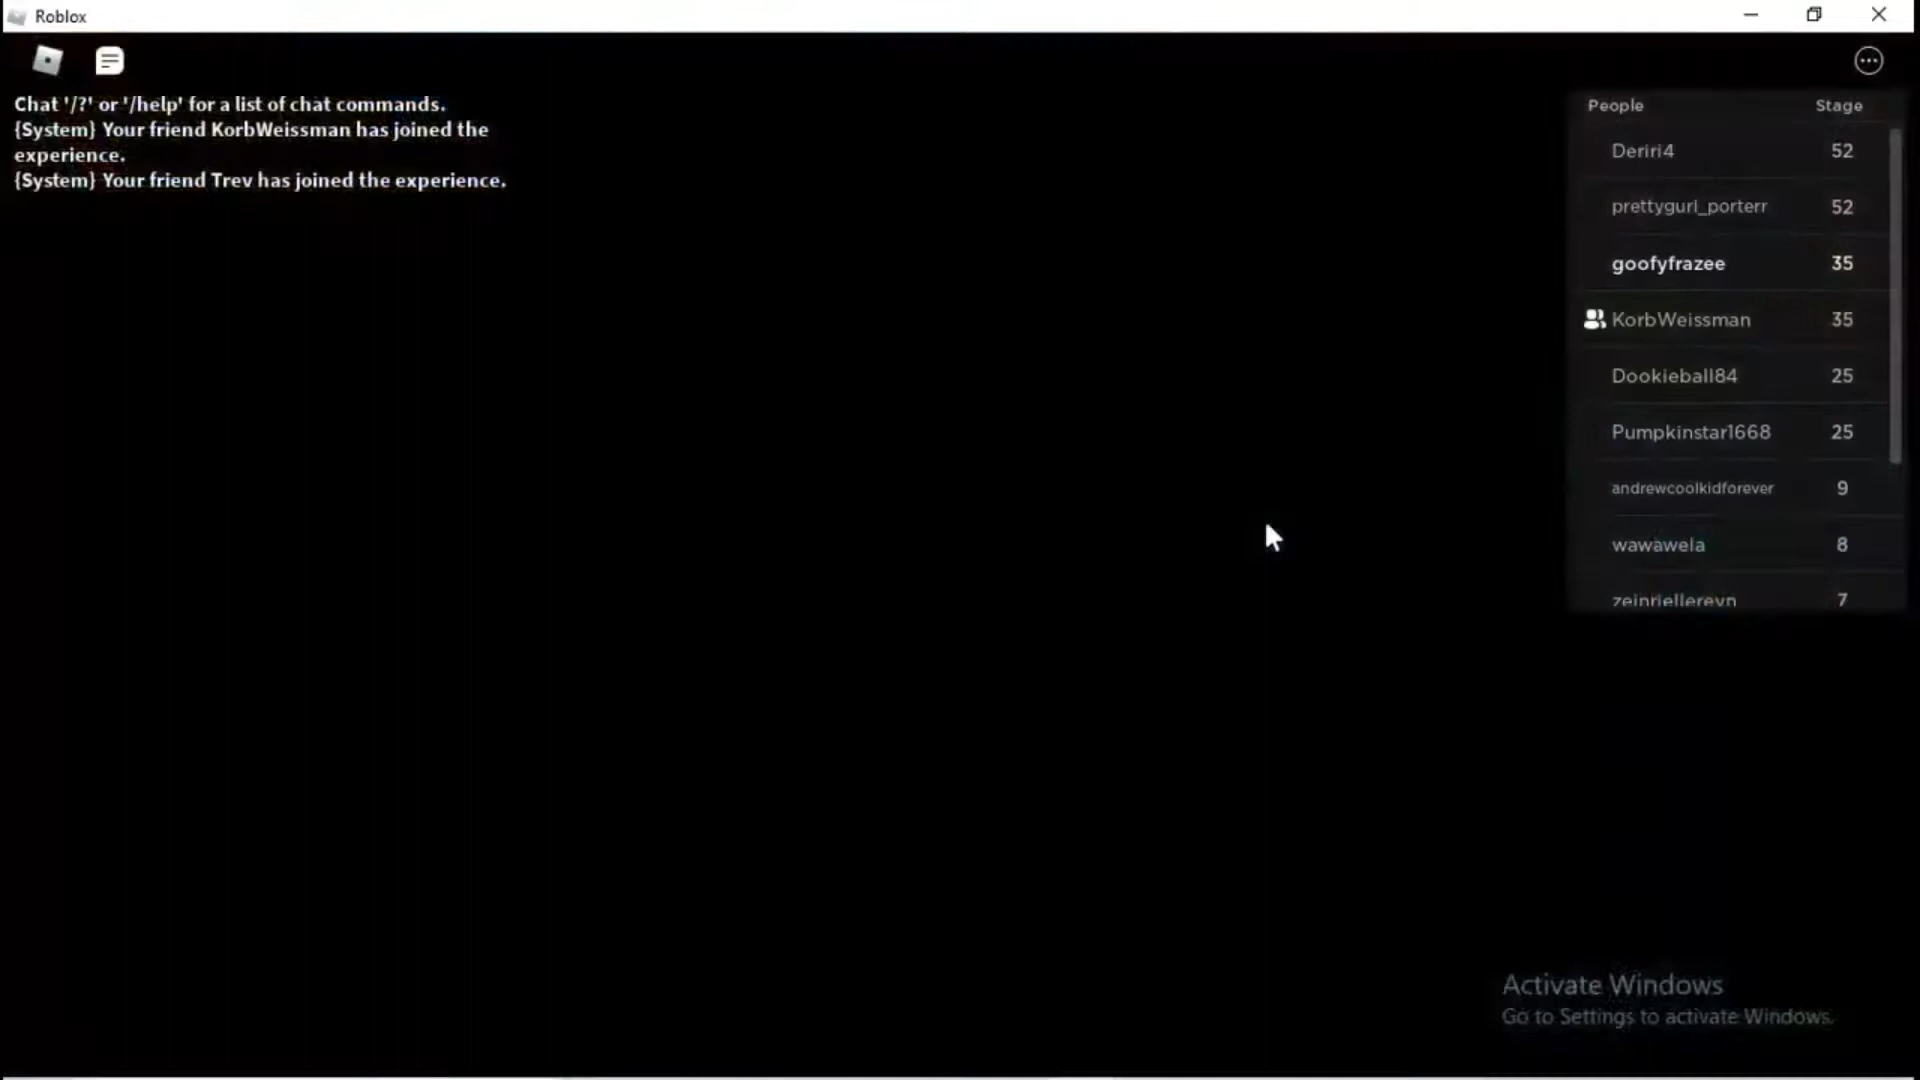 Roblox
Chat '/?' or '/help' for a list of chat commands.
{System} Your friend KorbWeissman has joined the
experience.
{System} Your friend Trev has joined the experience.
People Stage
Deriri4 52
prettygurl_porterr 52
goofyfrazee 35
KorbWeissman 35
Dookieball84 25
Pumpkinstar1668 25
andrewcoolkidforever 9
wawawela 8
zeinriellereyn 7
Activate Windows
Go to Settings to activate Windows.